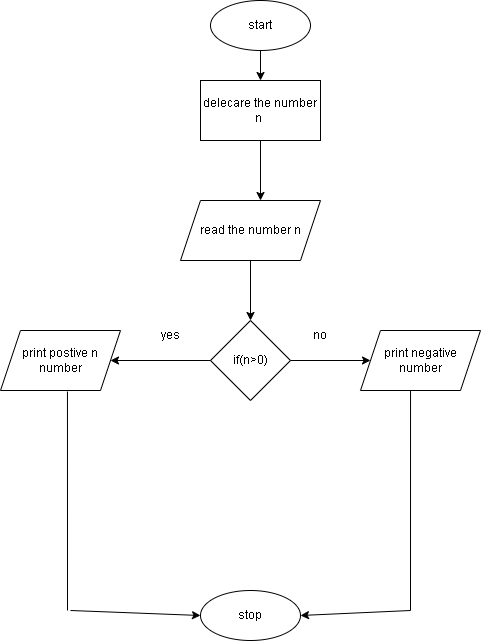 start
delecare the number
n
read the number n
yes
no
if(n>0)
print postive n
number
print negative
number
stop